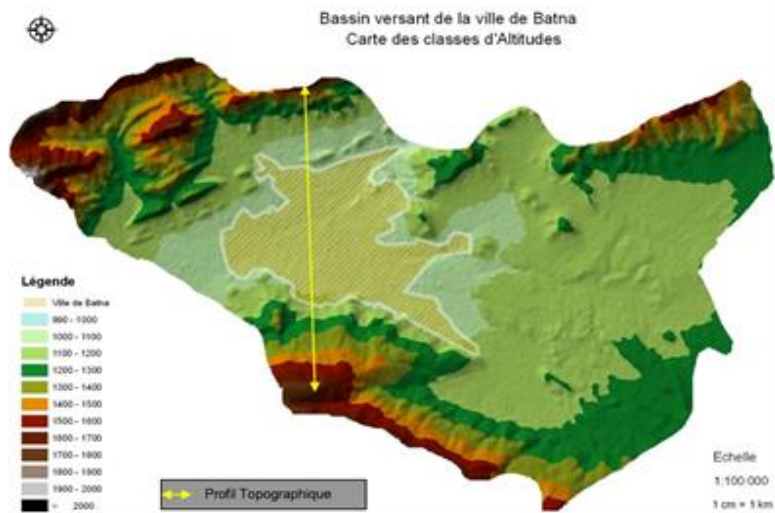 Bassin versant de la ville de Batna
Carte des classes d'Altitudes
Légende
Ville de Batna
990 - 1000
1000 - 1100
1100 - 1200
1200 - 1300
1300 - 1400
1400 - 1500
1500 - 1600
1600 - 1700
1700 - 1800
1800 - 1900
1900 - 2000
2000
Profil Topographique
Echelle
1:100 000
1 cm = 1 km